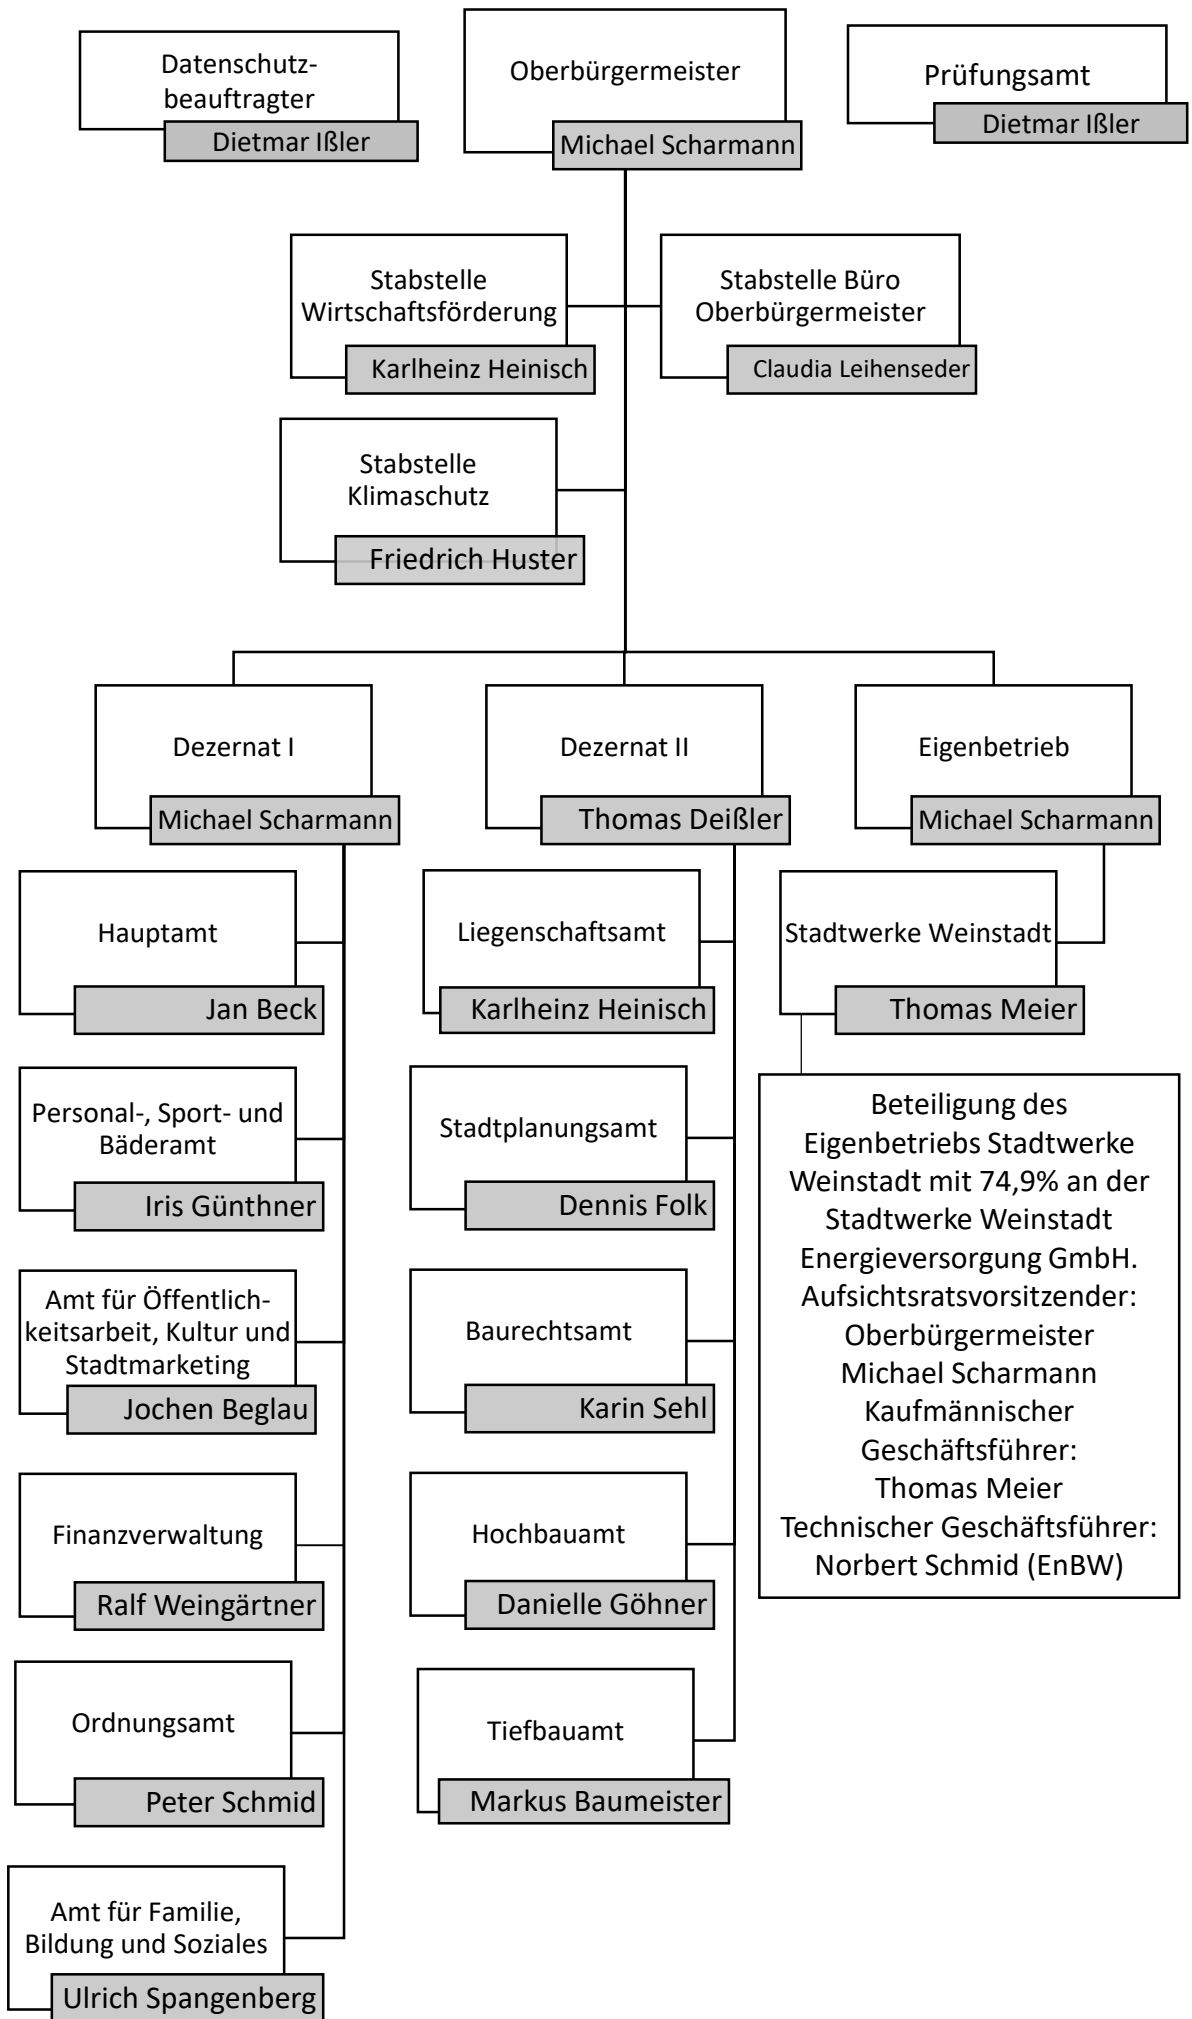 Datenschutz-
beauftragter
Dietmar Ißler
Oberbürgermeister
Michael Scharmann
Prüfungsamt
Dietmar Ißler
Stabstelle
Wirtschaftsförderung
Karlheinz Heinisch
Stabstelle Büro
Oberbürgermeister
Claudia Leihenseder
Stabstelle
Klimaschutz
Friedrich Huster
Dezernat I
Michael Scharmann
Dezernat II
Thomas Deißler
Eigenbetrieb
Michael Scharmann
Hauptamt
Jan Beck
Personal-, Sport- und
Bäderamt
Iris Günthner
Amt für Öffentlich-
keitsarbeit, Kultur und
Stadtmarketing
Jochen Beglau
Finanzverwaltung
Ralf Weingärtner
Ordnungsamt
Peter Schmid
Amt für Familie,
Bildung und Soziales
Ulrich Spangenberg
Liegenschaftsamt
Karlheinz Heinisch
Stadtplanungsamt
Dennis Folk
Baurechtsamt
Karin Sehl
Hochbauamt
Danielle Göhner
Tiefbauamt
Markus Baumeister
Stadtwerke Weinstadt
Thomas Meier
Beteiligung des
Eigenbetriebs Stadtwerke
Weinstadt mit 74,9% an der
Stadtwerke Weinstadt
Energieversorgung GmbH.
Aufsichtsratsvorsitzender:
Oberbürgermeister
Michael Scharmann
Kaufmännischer
Geschäftsführer:
Thomas Meier
Technischer Geschäftsführer:
Norbert Schmid (EnBW)